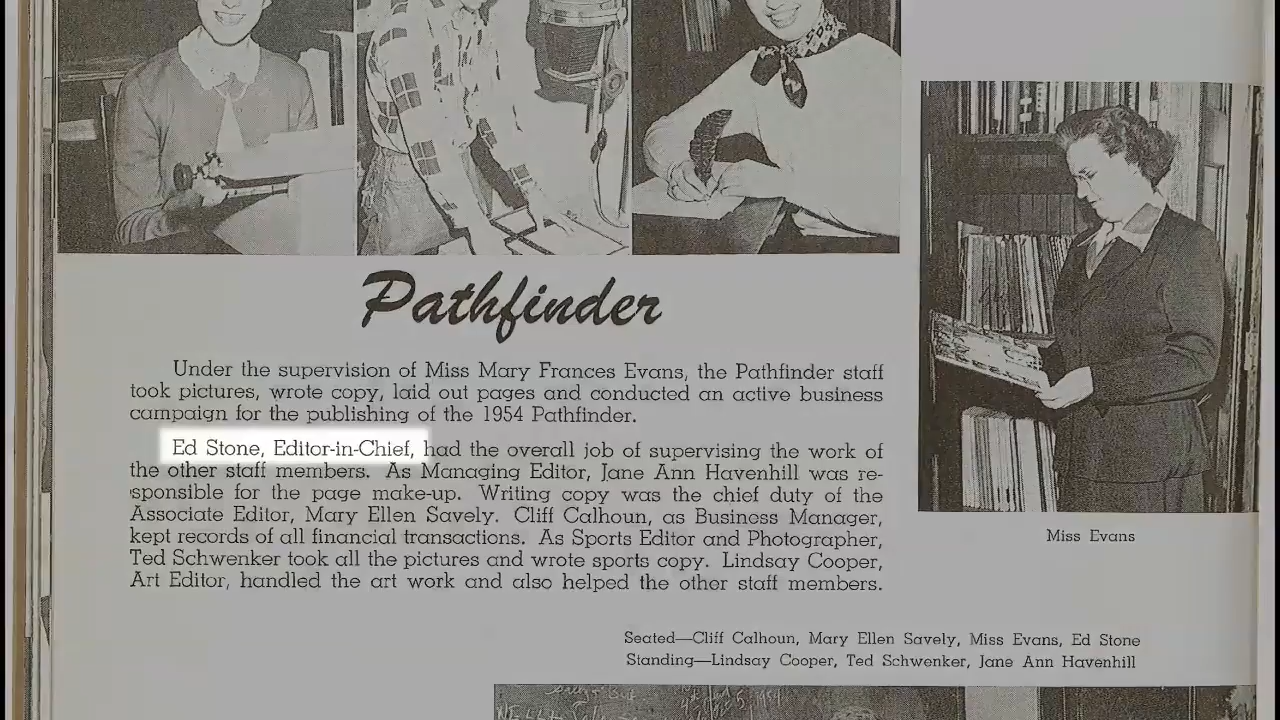 Pathfinder
Under the supervision of Miss Mary Frances Evans, the Pathfinder staff
took pictures, wrote copy, laid out pages and conducted an active business
campaign for the publishing of the 1954 Pathfinder.
Ed Stone, Editor-in-Chief, had the overall job of supervising the work of
the other staff members. As Managing Editor, Jane Ann Havenhill was re-
sponsible for the page make-up. Writing copy was the chief duty of the
Associate Editor, Mary Ellen Savely. Cliff Calhoun, as Business Manager,
kept records of all financial transactions. As Sports Editor and Photographer,
Ted Schwenker took all the pictures and wrote sports copy. Lindsay Cooper,
Art Editor, handled the art work and also helped the other staff members.
Miss Evans
Seated—Cliff Calhoun, Mary Ellen Savely, Miss Evans, Ed Stone
Standing—Lindsay Cooper, Ted Schwenker, Jane Ann Havenhill